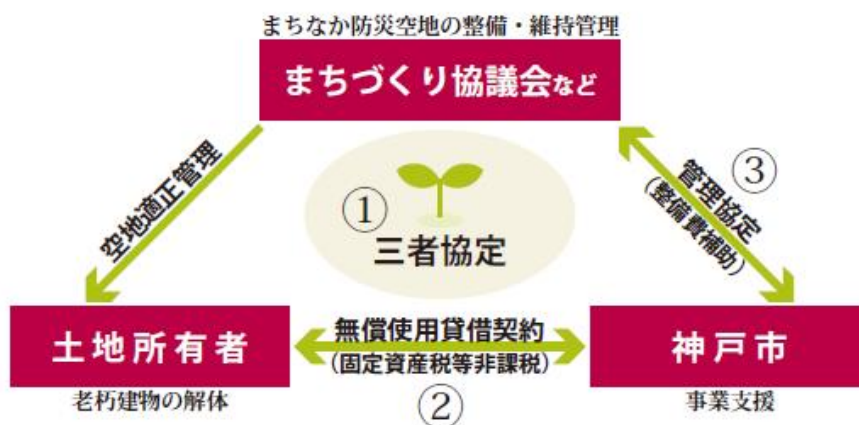 まちなか防災空地の整備・維持管理
まちづくり協議会など
空地適正管理
①
三者協定
③
管理協定
(整備費補助)
土地所有者
老朽建物の解体
無償使用貸借契約
(固定資産税等非課税)
②
神戸市
事業支援